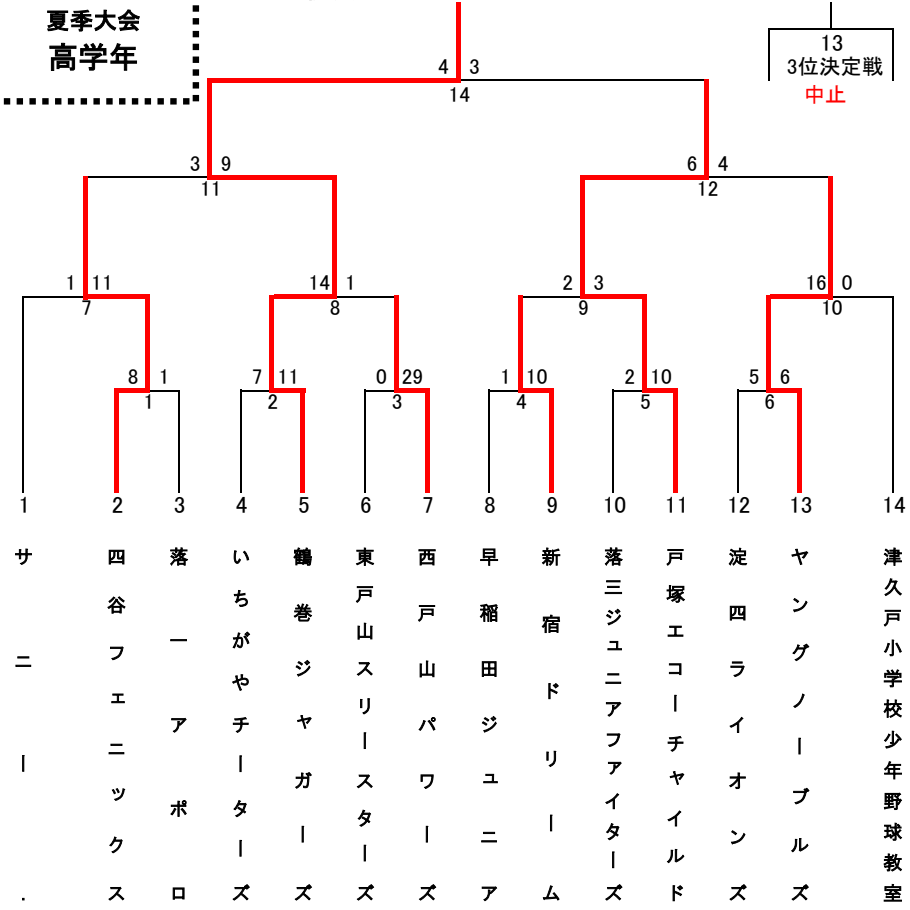 夏季大会
高学年
13
3位決定戦
中止
4 3
14
3 9
11
6 4
12
1 11
7
14 1
8
2 3
9
16 0
10
8 1
1
7 11
2
0 29
3
1 10
4
2 10
5
5 6
6
1
2
3
4
5
6
7
8
9
10
11
12
13
14
サニー.
四谷フェニックス
落一アポロ
いちがやチーターズ
鶴巻ジャガーズ
東戸山スリースターズ
西戸山パワーズ
早稲田ジュニア
新宿ドリーム
落三ジュニアファイターズ
戸塚エコーチャイルド
淀四ライオンズ
ヤングノーブルズ
津久戸小学校少年野球教室